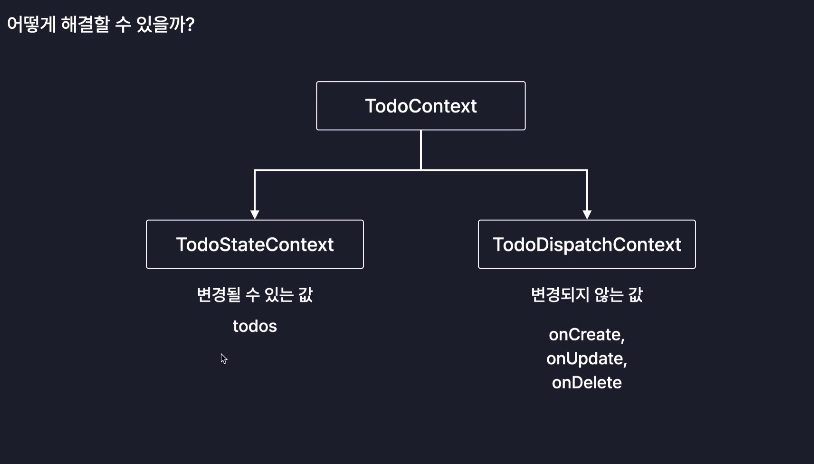 어떻게 해결할 수 있을까?
TodoContext
TodoStateContext
TodoDispatchContext
변경될 수 있는 값
변경되지 않는 값
todos
onCreate,
onUpdate,
onDelete